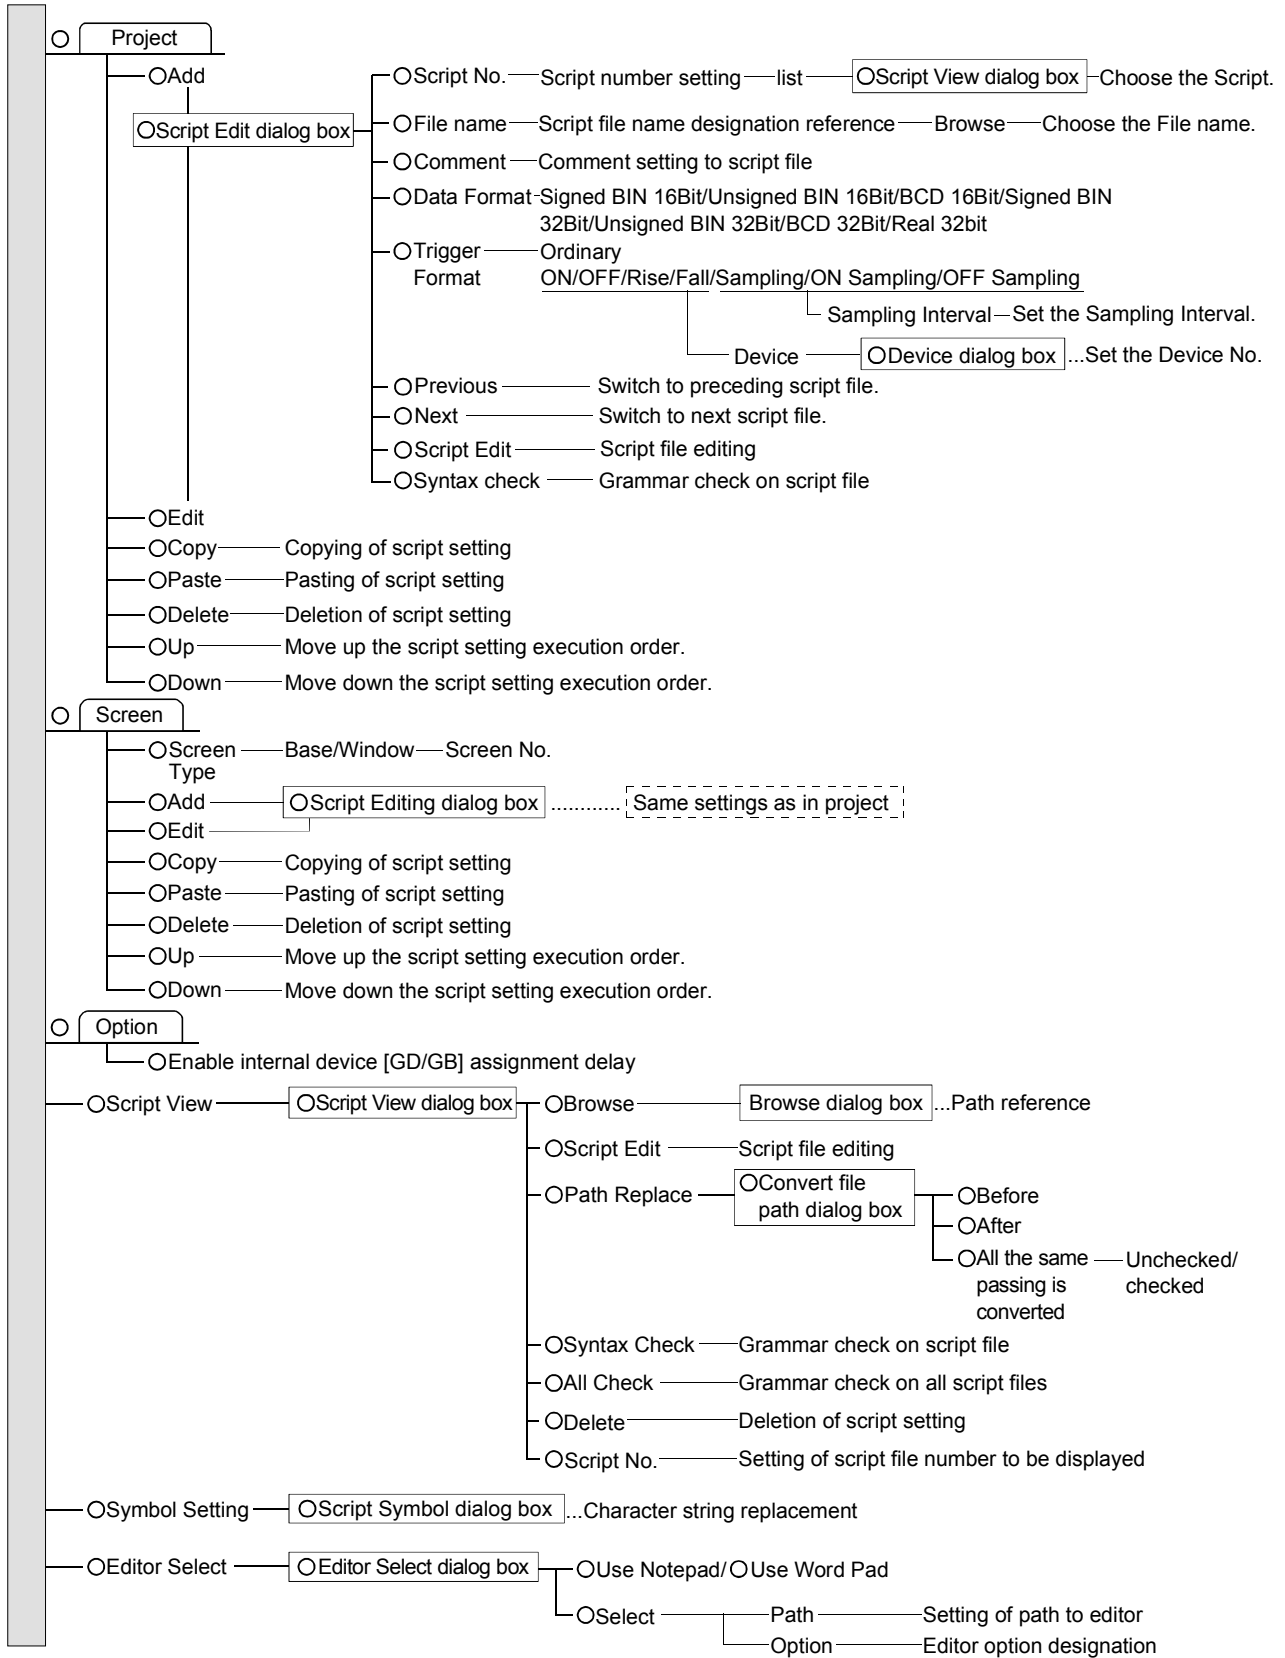 Project
Add
Script No. Script number setting list Script View dialog box Choose the Script.
Script Edit dialog box
File name Script file name designation reference Browse Choose the File name.
Comment Comment setting to script file
Data Format Signed BIN 16Bit/Unsigned BIN 16Bit/BCD 16Bit/Signed BIN
32Bit/Unsigned BIN 32Bit/BCD 32Bit/Real 32bit
Trigger Ordinary
Format ON/OFF/Rise/Fall/Sampling/ON Sampling/OFF Sampling
Sampling Interval Set the Sampling Interval.
Device Device dialog box ...Set the Device No.
Previous Switch to preceding script file.
Next Switch to next script file.
Script Edit Script file editing
Syntax check Grammar check on script file
Edit
Copy Copying of script setting
Paste Pasting of script setting
Delete Deletion of script setting
Up Move up the script setting execution order.
Down Move down the script setting execution order.
Screen
Screen Base/Window Screen No.
Type
Add Script Editing dialog box ............ Same settings as in project
Edit
Copy Copying of script setting
Paste Pasting of script setting
Delete Deletion of script setting
Up Move up the script setting execution order.
Down Move down the script setting execution order.
Option
Enable internal device [GD/GB] assignment delay
Script View Script View dialog box Browse Browse dialog box ...Path reference
Script Edit Script file editing
Path Replace Convert file
path dialog box
Before
After
All the same Unchecked/
passing is checked
converted
Syntax Check Grammar check on script file
All Check Grammar check on all script files
Delete Deletion of script setting
Script No. Setting of script file number to be displayed
Symbol Setting Script Symbol dialog box ...Character string replacement
Editor Select Editor Select dialog box Use Notepad/ Use Word Pad
Select Path Setting of path to editor
Option Editor option designation